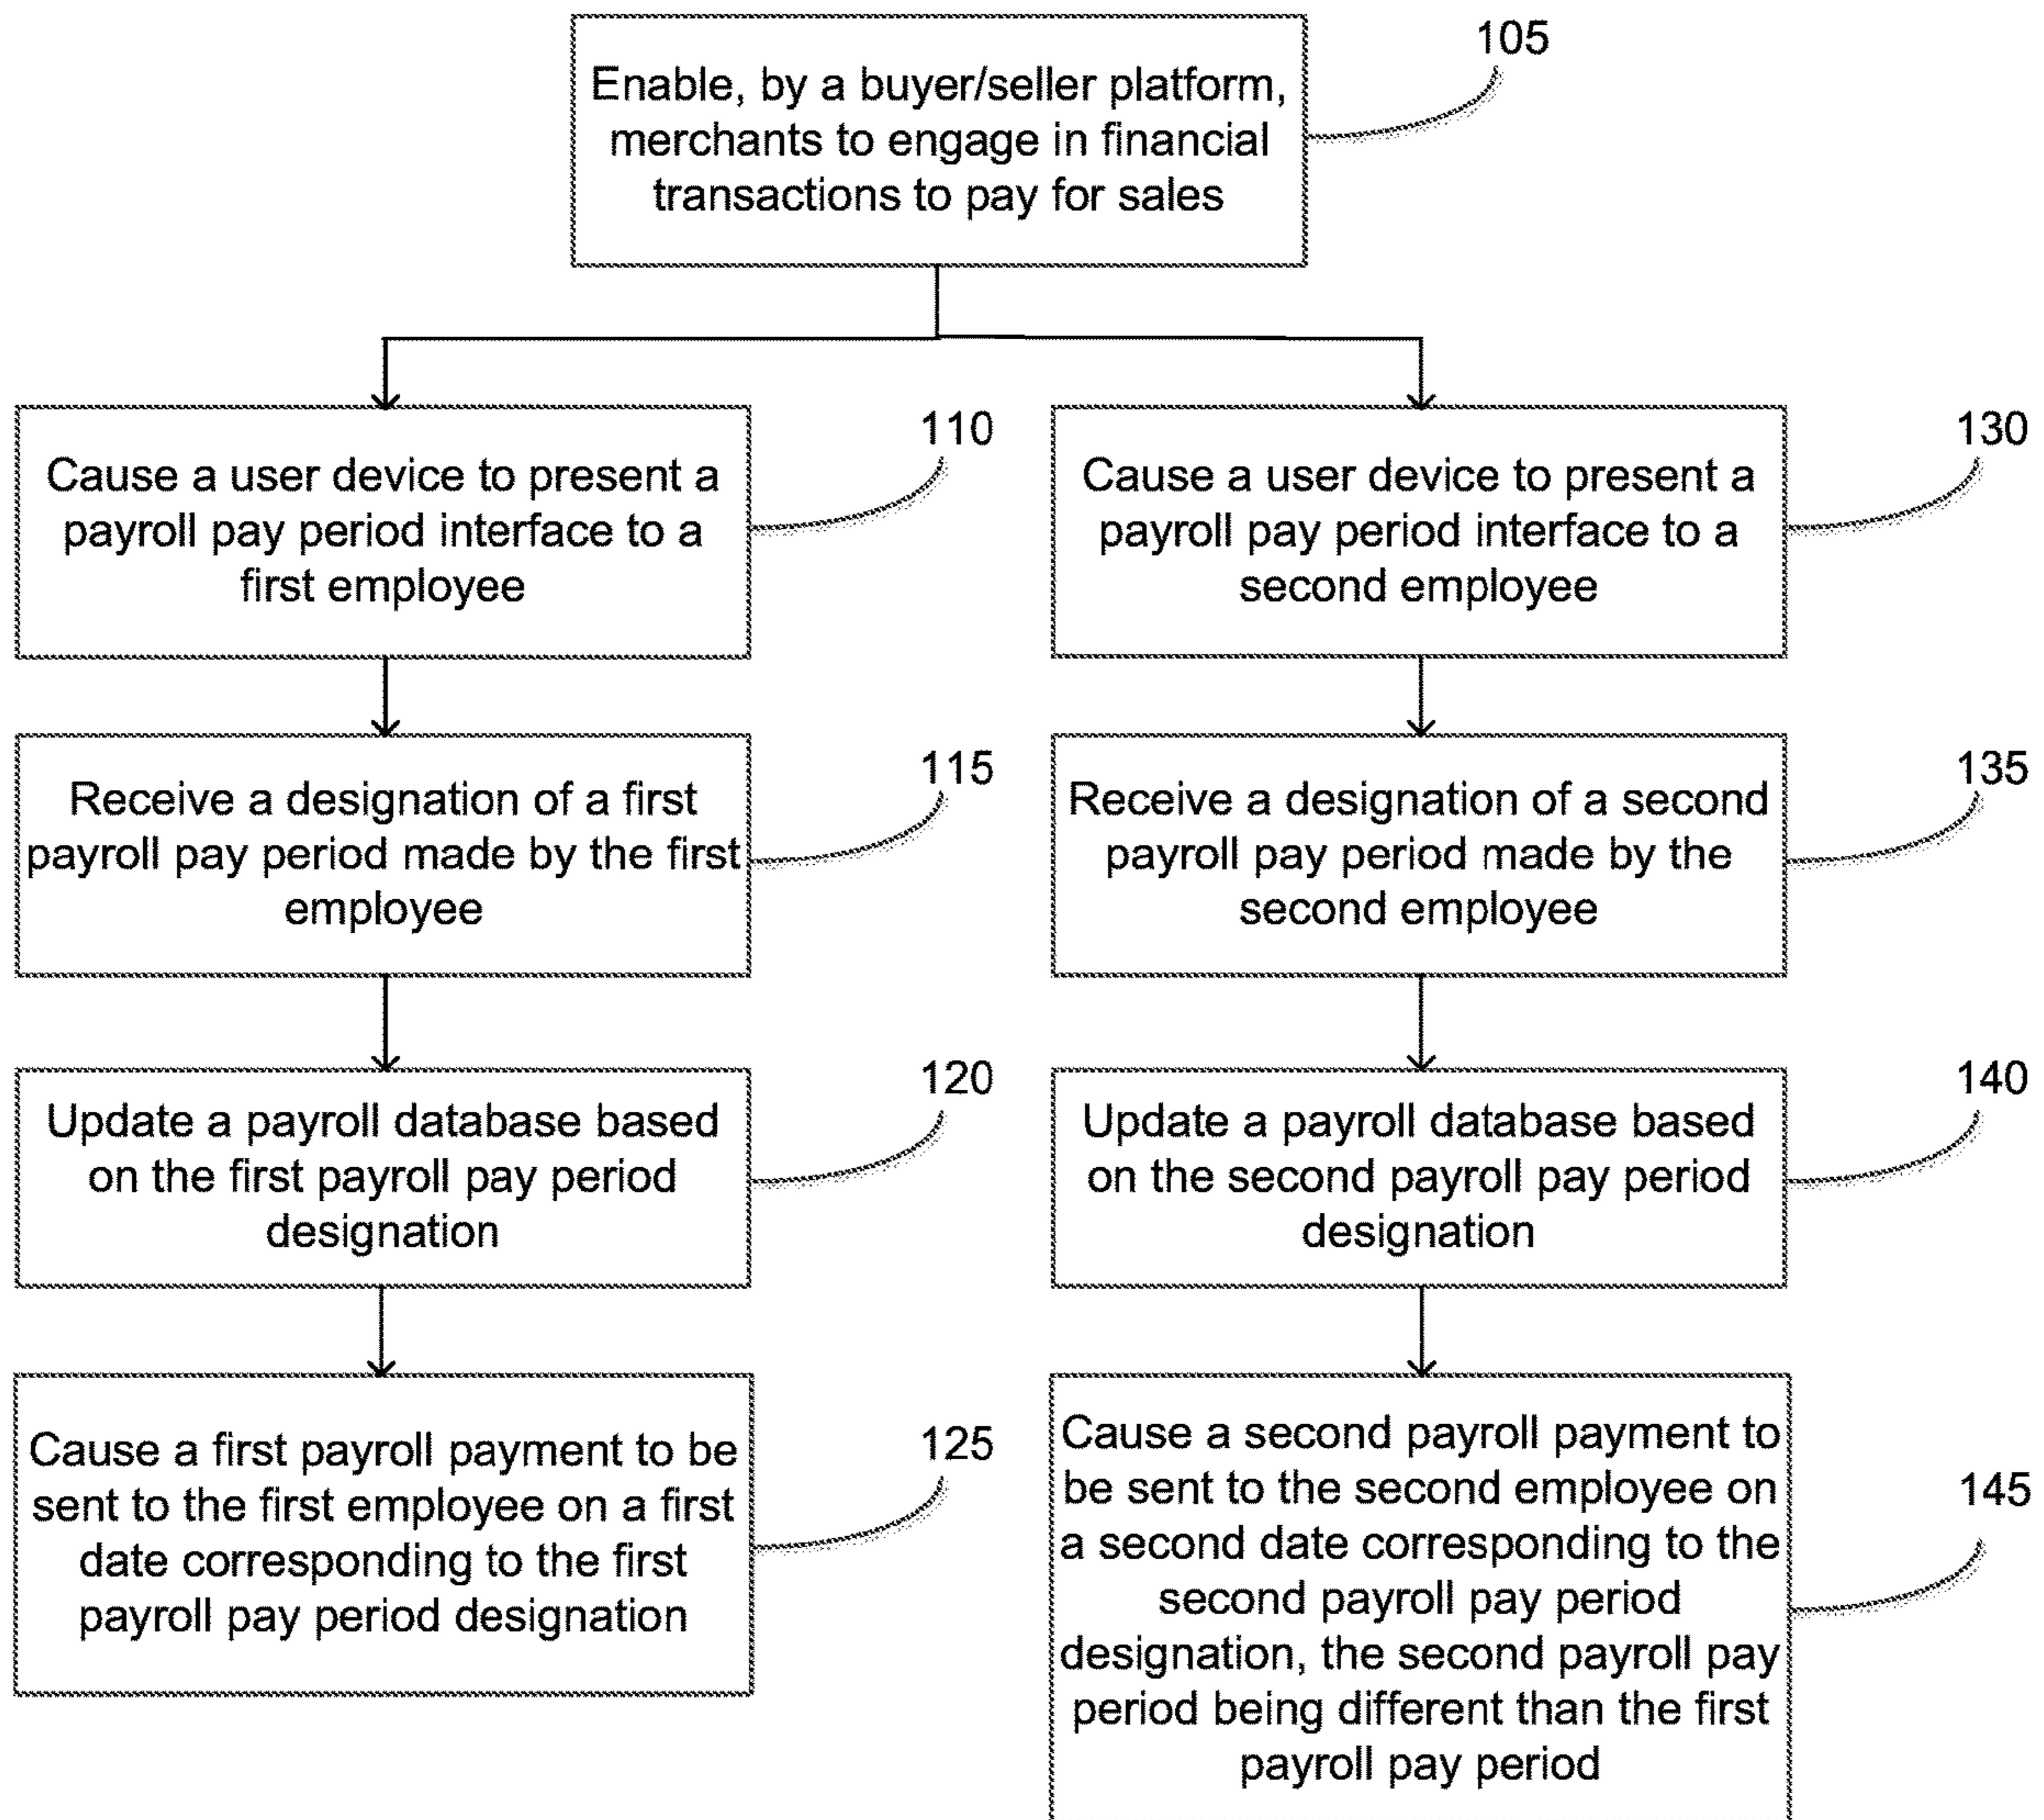 105
Enable, by a buyer/seller platform,
merchants to engage in financial
transactions to pay for sales
110
Cause a user device to present a
payroll pay period interface to a
first employee
115
Receive a designation of a first
payroll pay period made by the first
employee
120
Update a payroll database based
on the first payroll pay period
designation
125
Cause a first payroll payment to be
sent to the first employee on a first
date corresponding to the first
payroll pay period designation
130
Cause a user device to present a
payroll pay period interface to a
second employee
135
Receive a designation of a second
payroll pay period made by the
second employee
140
Update a payroll database based
on the second payroll pay period
designation
145
Cause a second payroll payment to
be sent to the second employee on
a second date corresponding to the
second payroll pay period
designation, the second payroll pay
period being different than the first
payroll pay period